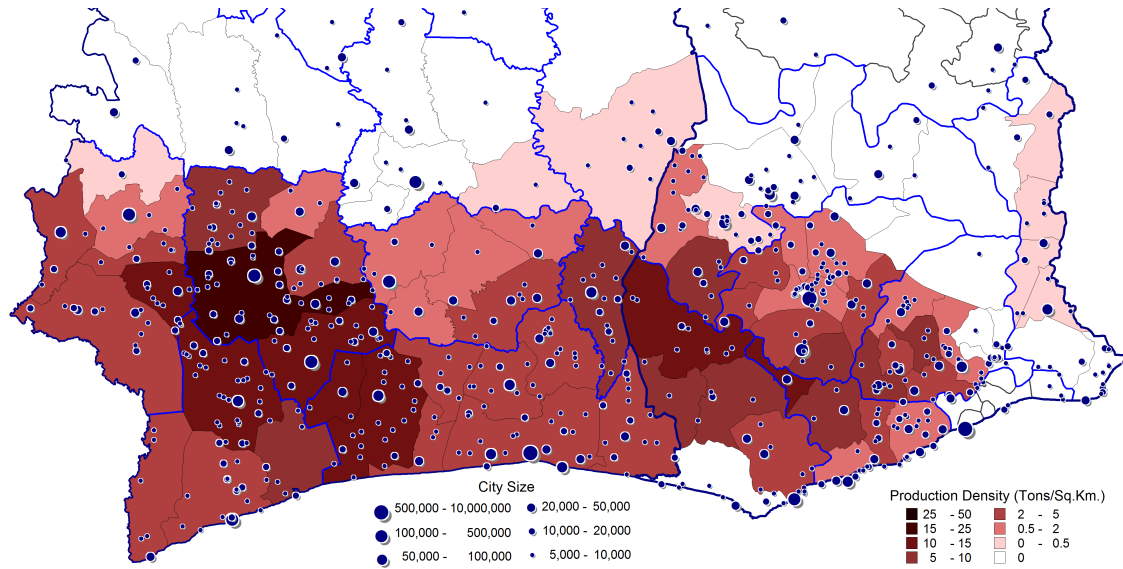 City Size
500,000 - 10,000,000
100,000 - 500,000
50,000 - 100,000
20,000 - 50,000
10,000 - 20,000
5,000 - 10,000
Production Density (Tons/Sq.Km.)
25 - 50
15 - 25
10 - 15
5 - 10
2 - 5
0.5 - 2
0 - 0.5
0